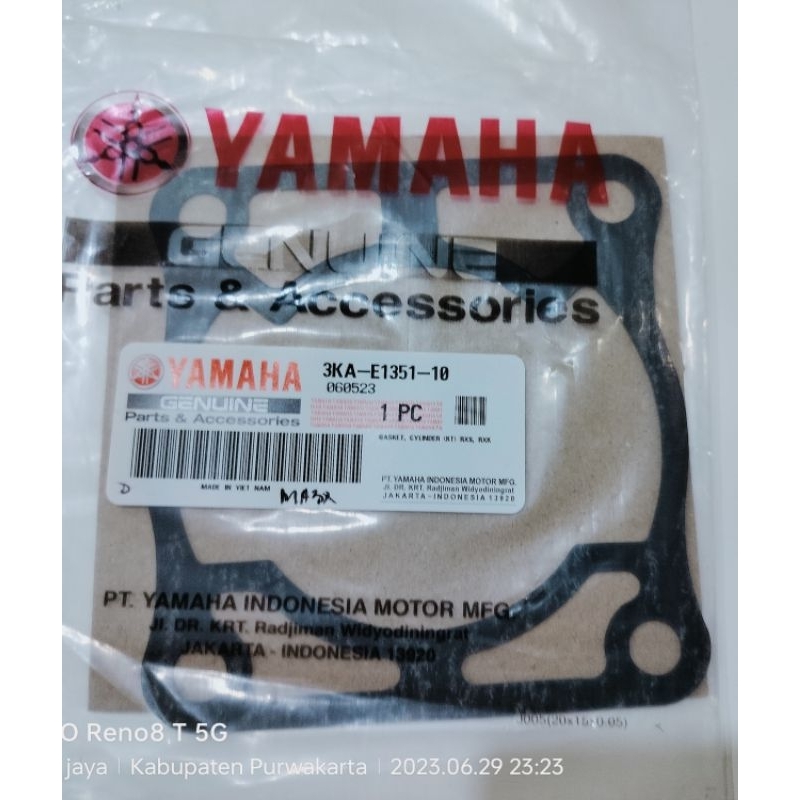 YAMAHA
GENUINE
Parts & Accessories
YAMAHA
GENUINE
Parts & Accessories
3KA-E1351-10
060523
1 PC
GASKET, CYLINDER (KT) RXS, RXK
MADE IN VIET NAM
D
PT. YAMAHA INDONESIA MOTOR MFG.
Jl. DR. KRT. Radjiman Widyodiningrat
JAKARTA - INDONESIA 13920
PT. YAMAHA INDONESIA MOTOR MFG.
Jl. DR. KRT. Radjiman Widyodiningrat
JAKARTA - INDONESIA 13920
J005(20x15x0.05)
O Reno8 T 5G
jaya | Kabupaten Purwakarta | 2023.06.29 23:23